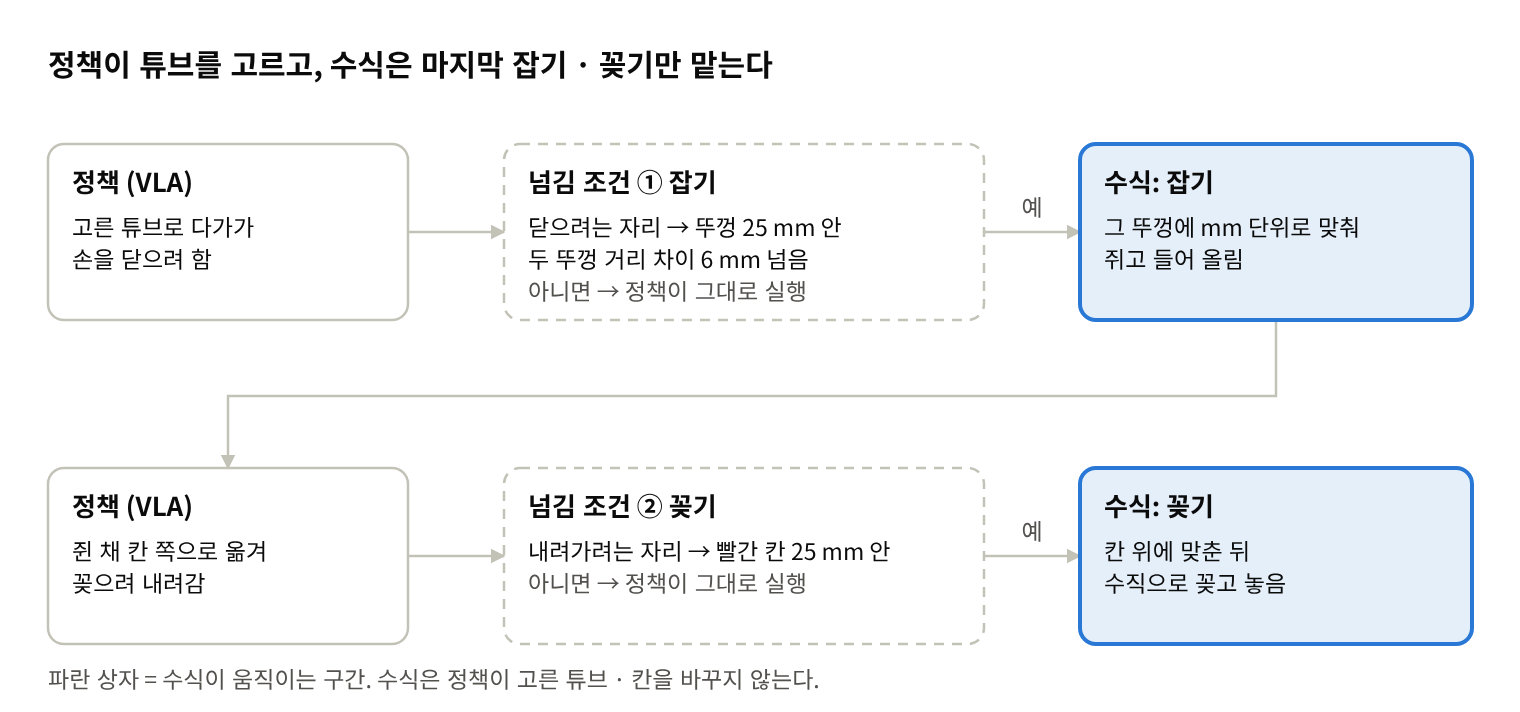 정책이 튜브를 고르고, 수식은 마지막 잡기 · 꽂기만 맡는다
정책 (VLA)
고른 튜브로 다가가
손을 닫으려 함
넘김 조건 ① 잡기
닫으려는 자리 → 뚜껑 25 mm 안
두 뚜껑 거리 차이 6 mm 넘음
아니면 → 정책이 그대로 실행
예
수식: 잡기
그 뚜껑에 mm 단위로 맞춰
쥐고 들어 올림
정책 (VLA)
쥔 채 칸 쪽으로 옮겨
꽂으려 내려감
넘김 조건 ② 꽂기
내려가려는 자리 → 빨간 칸 25 mm 안
아니면 → 정책이 그대로 실행
예
수식: 꽂기
칸 위에 맞춘 뒤
수직으로 꽂고 놓음
파란 상자 = 수식이 움직이는 구간. 수식은 정책이 고른 튜브 · 칸을 바꾸지 않는다.